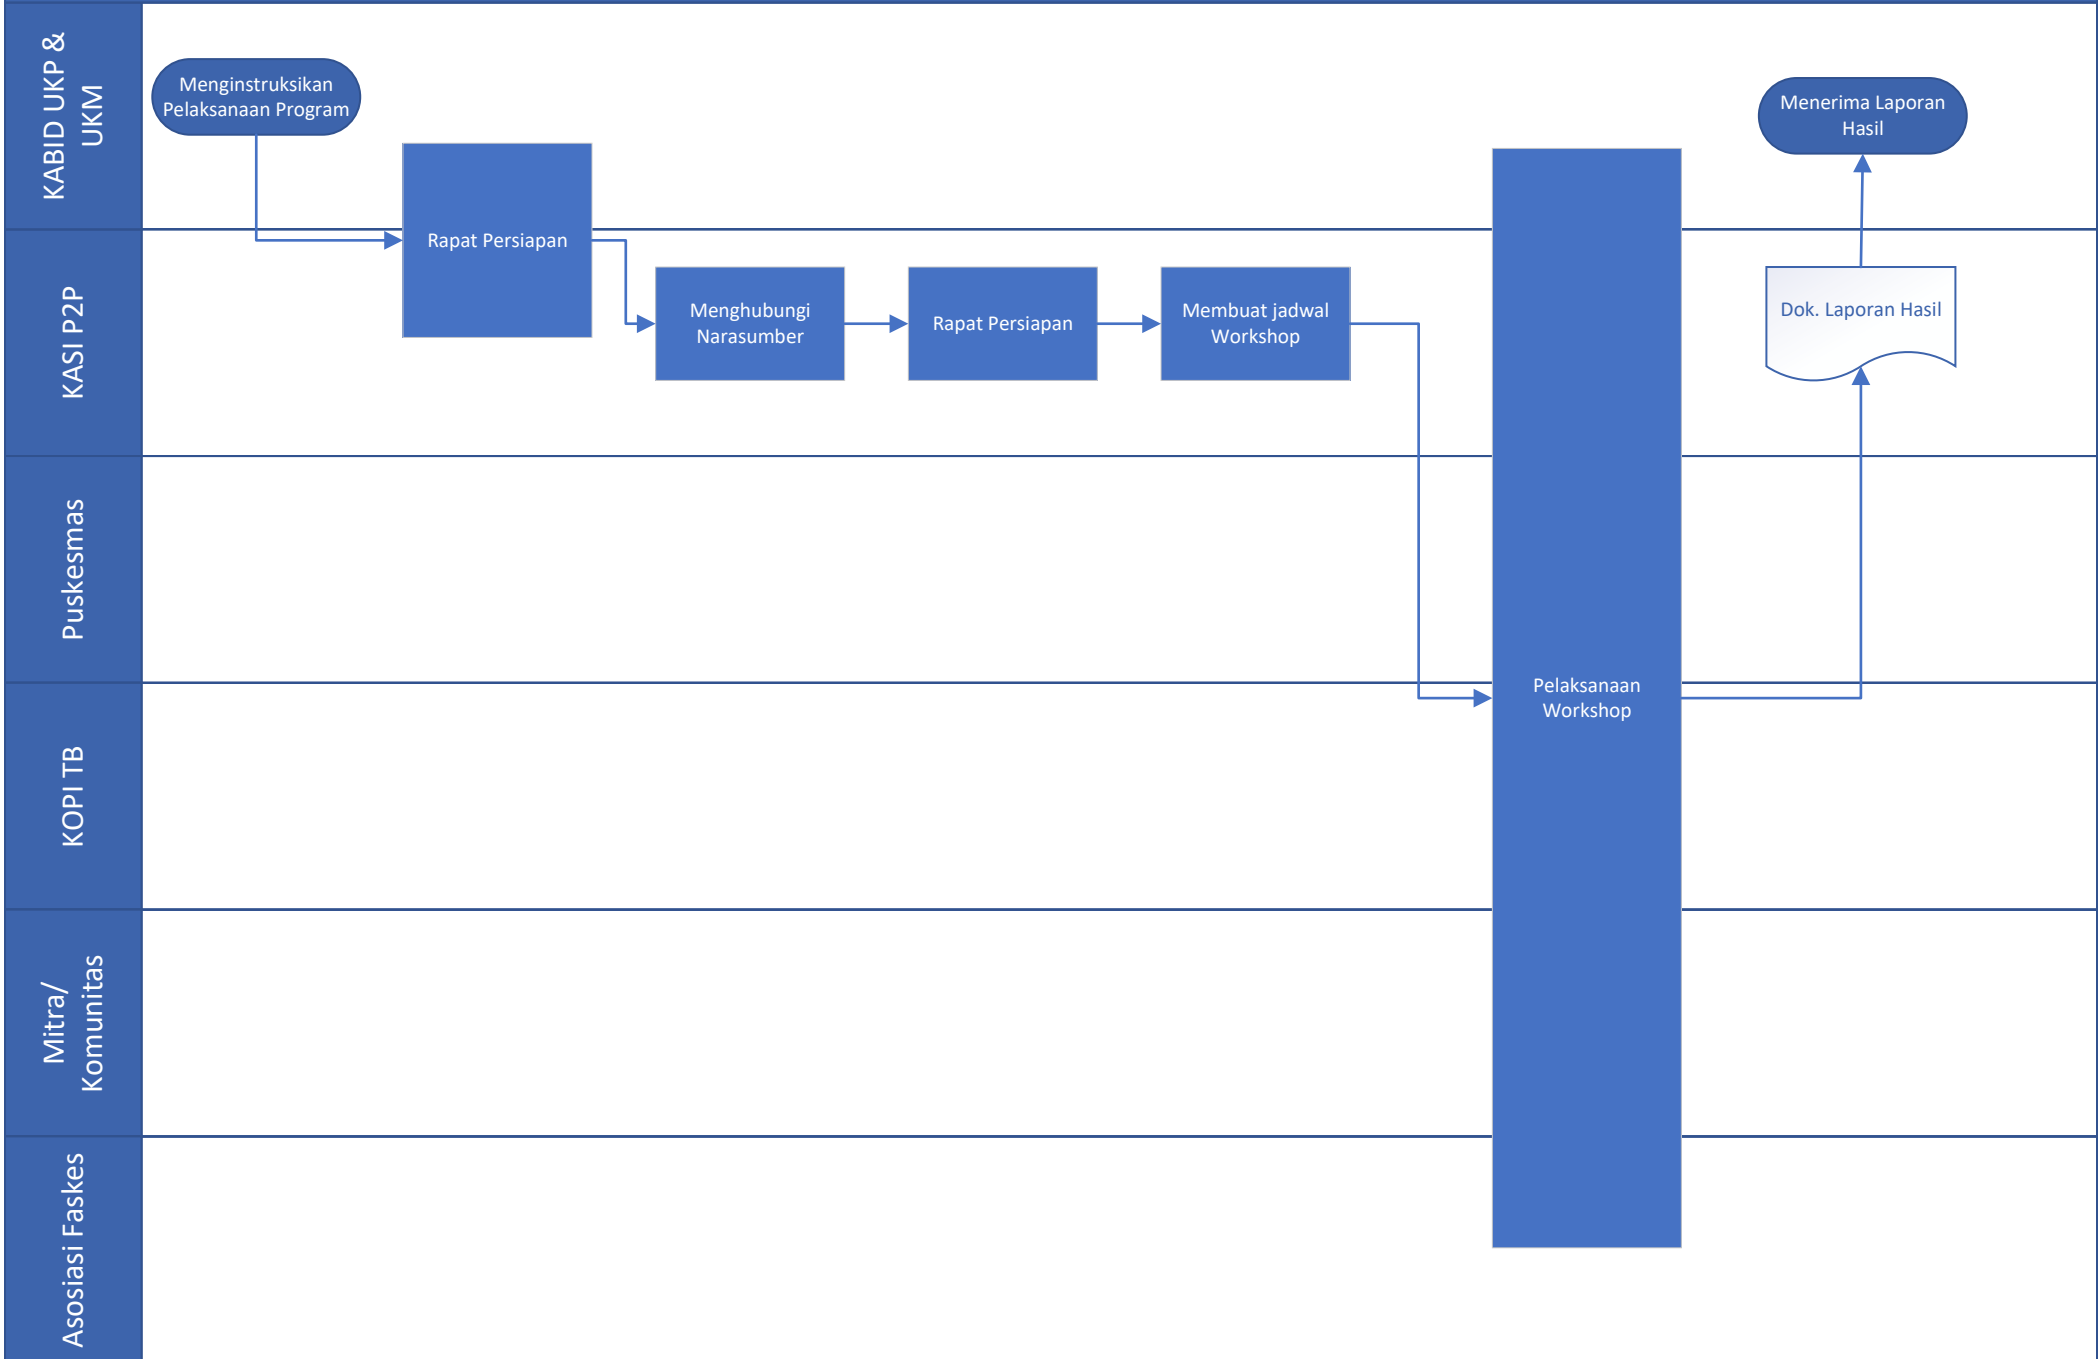 KABID UKP &
UKM
Menginstruksikan
Pelaksanaan Program
Menerima Laporan
Hasil
Rapat Persiapan
KASI P2P
Menghubungi
Narasumber
Rapat Persiapan
Membuat jadwal
Workshop
Dok. Laporan Hasil
Puskesmas
Pelaksanaan
Workshop
KOPI TB
Mitra/
Komunitas
Asosiasi Faskes